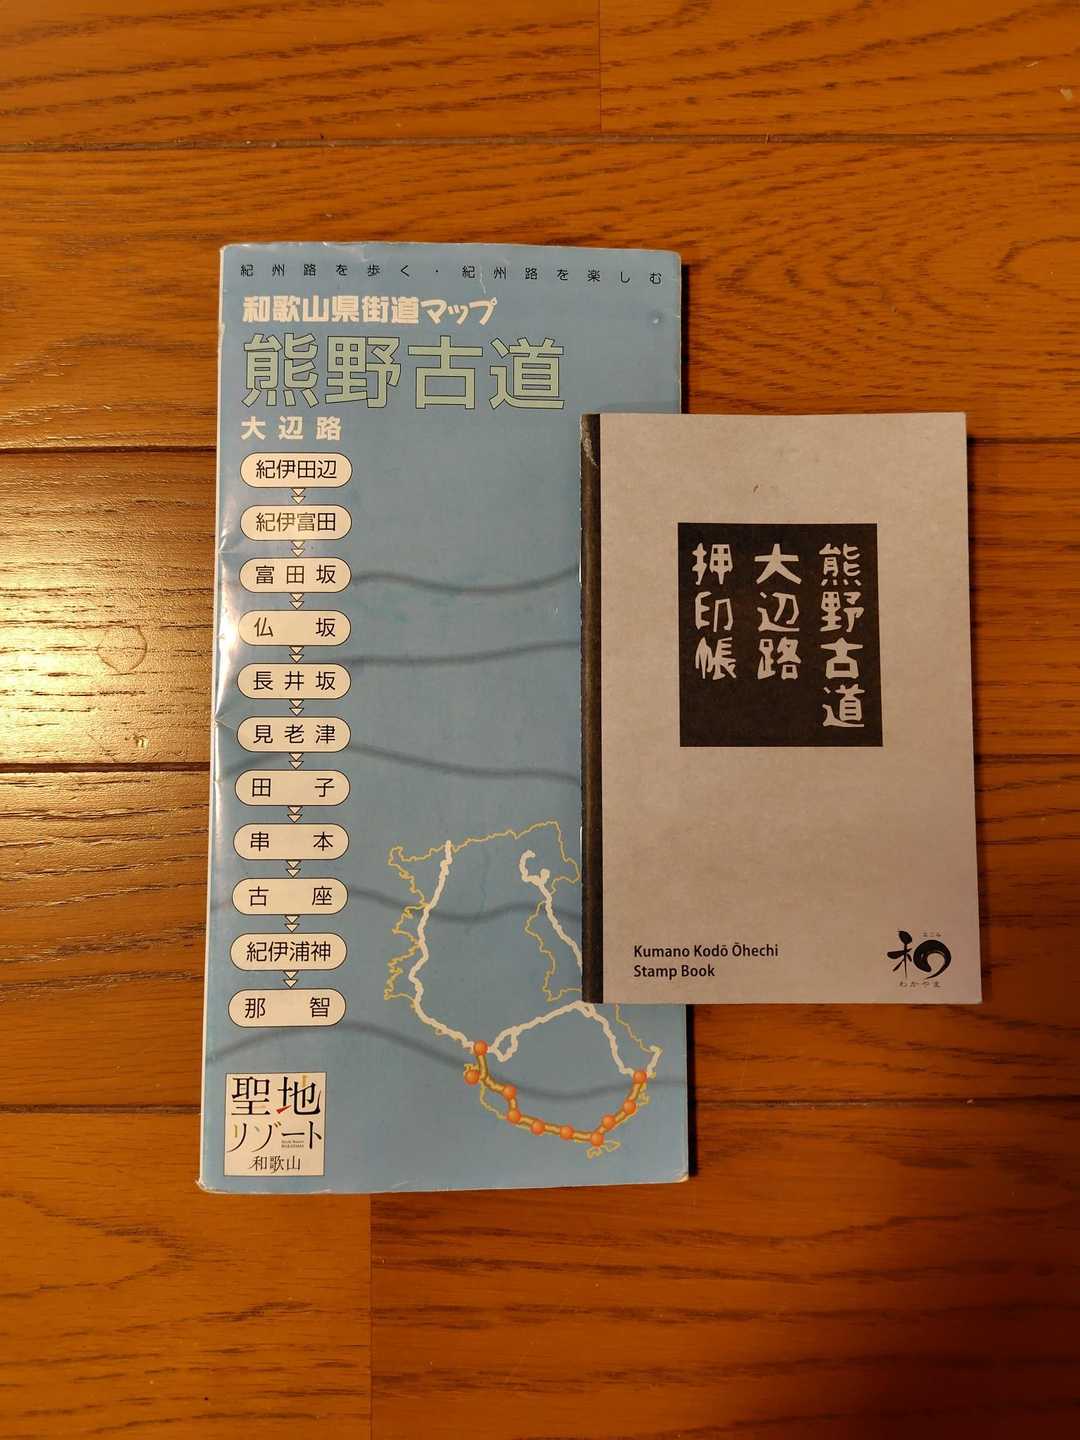 紀州路を歩く・紀州路を楽しむ
和歌山県街道マップ
熊野古道
大辺路
紀伊田辺
紀伊富田
富田坂
仏坂
長井坂
見老津
田子
串本
古座
紀伊浦神
那智
聖地
リゾート
和歌山
熊野古道
大辺路
押印帳
Kumano Kodō Ōhechi
Stamp Book
和
わかやま